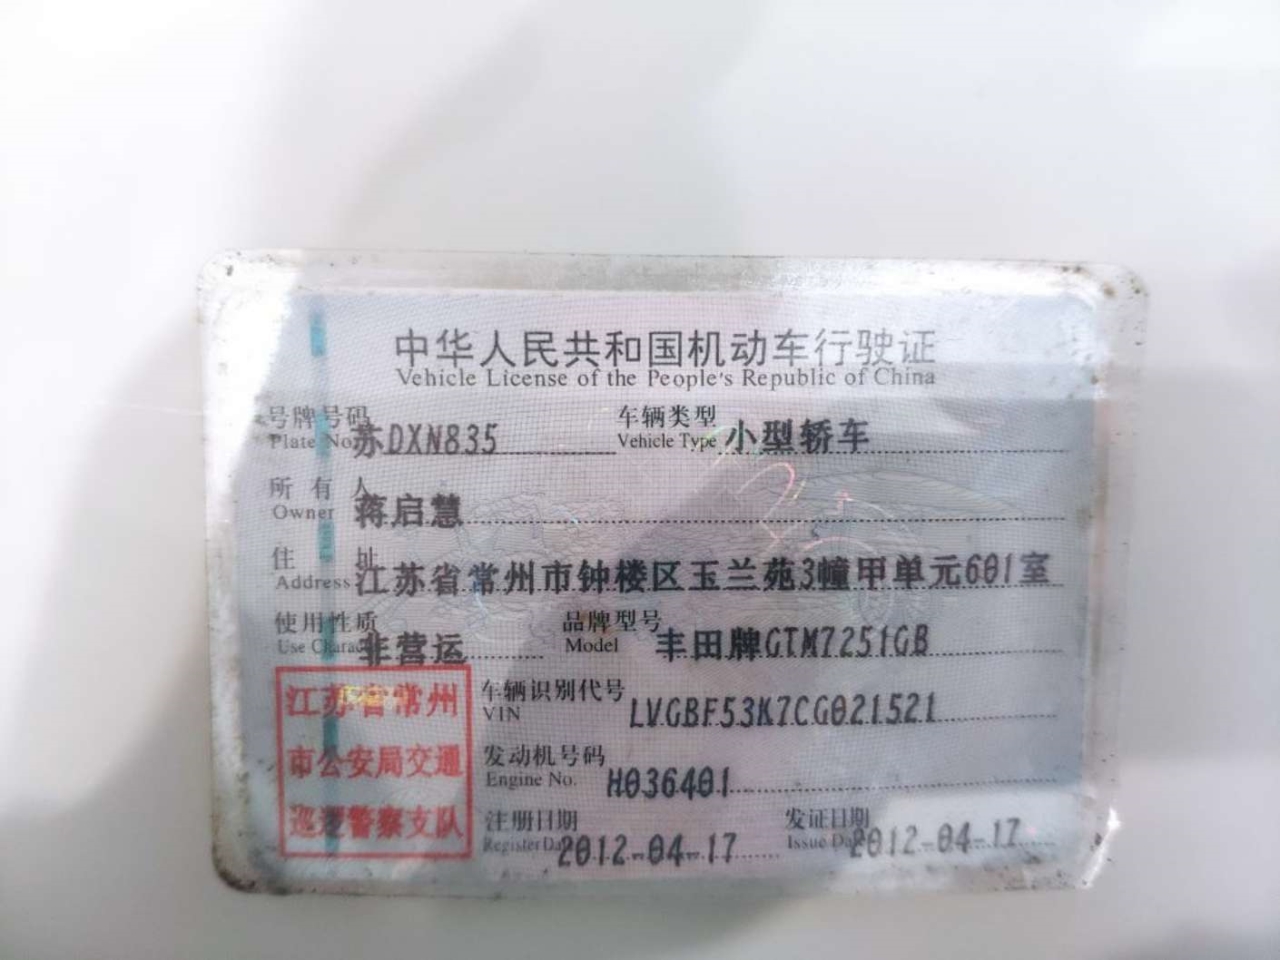 中华人民共和国机动车行驶证
Vehicle License of the People's Republic of China
号牌号码 苏DXN835 车辆类型 小型轿车
Plate No. Vehicle Type
所有人 蒋启慧
Owner
住址 江苏省常州市钟楼区玉兰苑3幢甲单元601室
Address
使用性质 非营运 品牌型号 丰田牌GTM7251GB
Use Charac Model
江苏省常州
市公安局交通
巡逻警察支队
车辆识别代号 LVGBF53K7CG021521
VIN
发动机号码 H036401
Engine No.
注册日期 2012-04-17 发证日期 2012-04-17
Register Da Issue Da